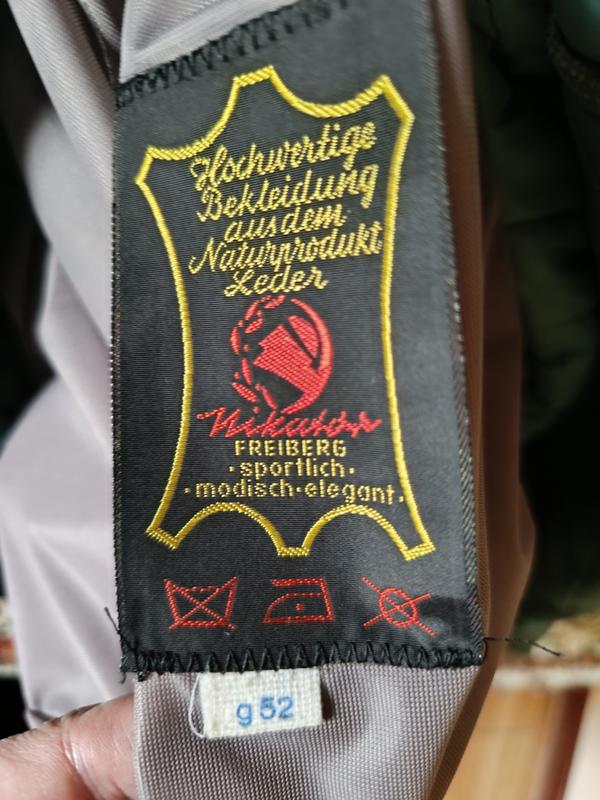 Hochwertige
Bekleidung
aus dem
Naturprodukt
Leder
Nikator
FREIBERG
·sportlich·
·modisch·elegant·
g 52